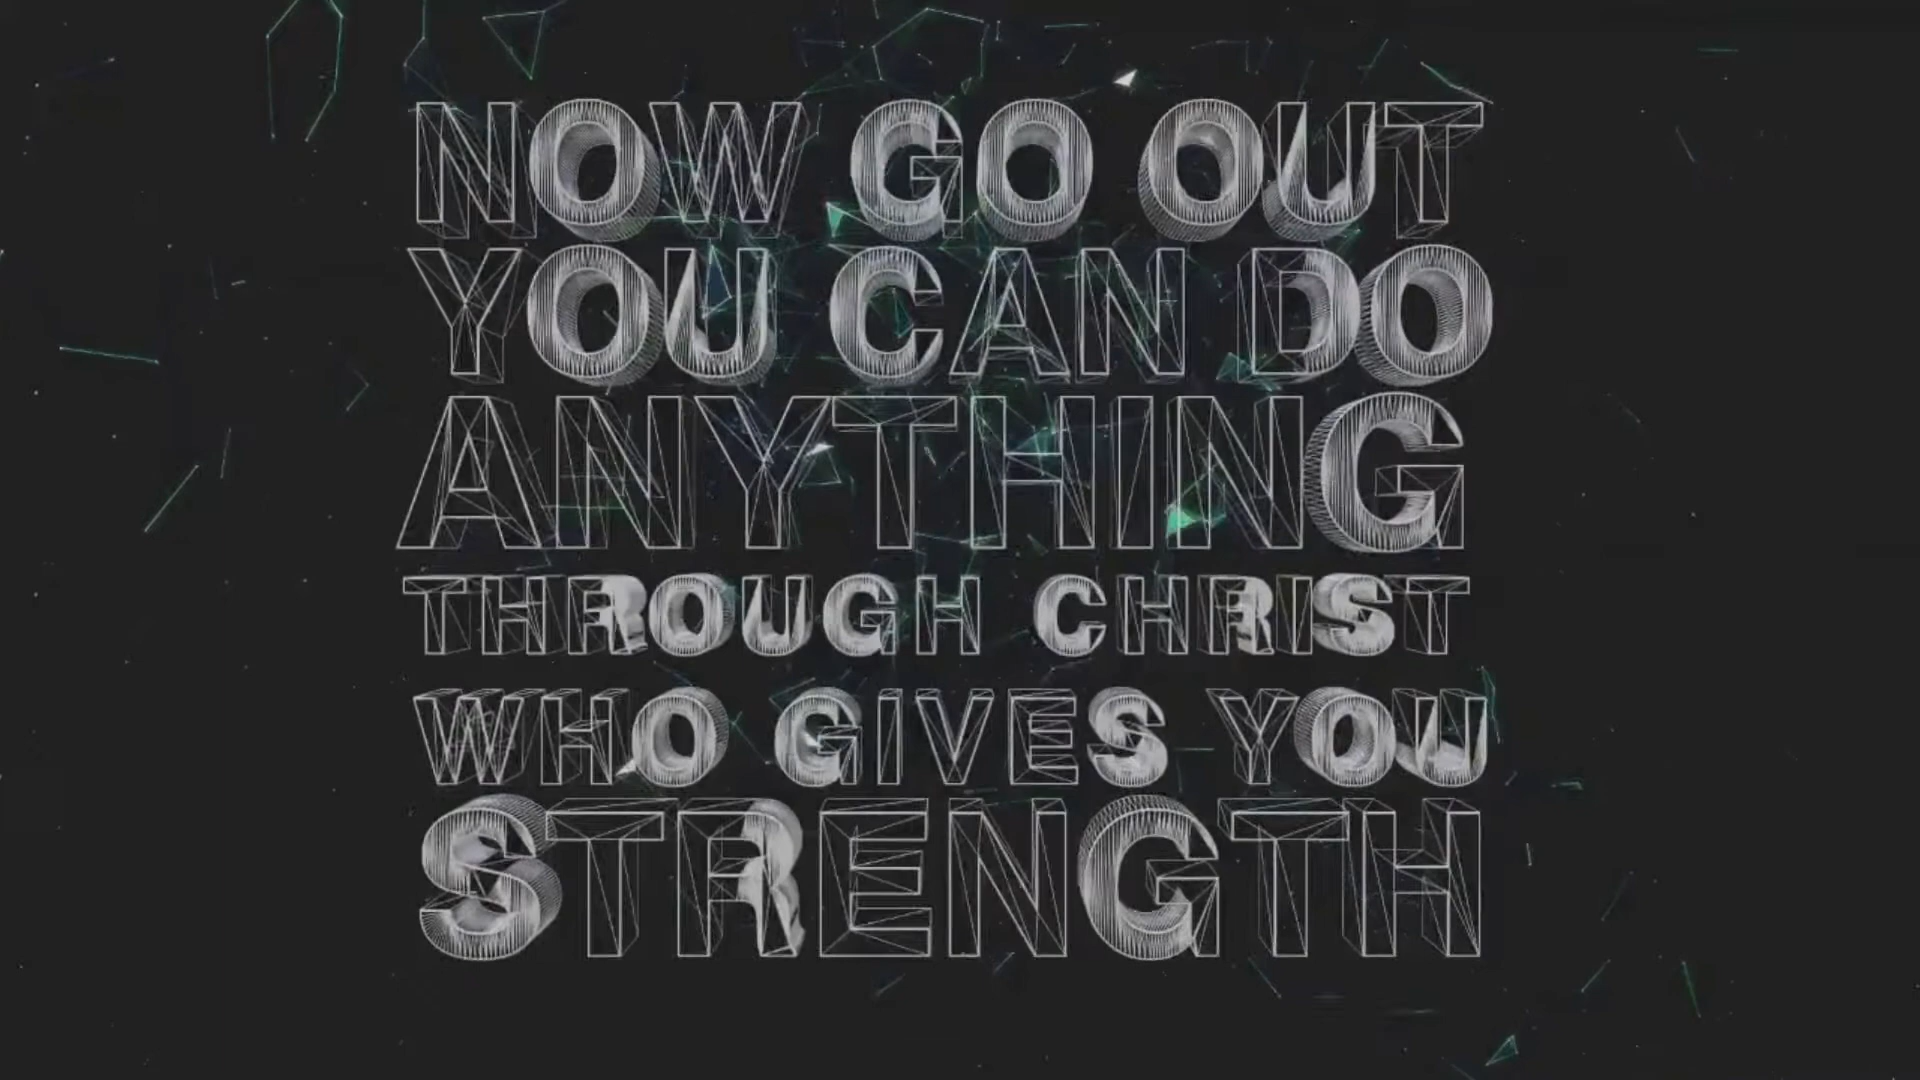 NOW GO OUT
YOU CAN DO
ANYTHING
THROUGH CHRIST
WHO GIVES YOU
STRENGTH